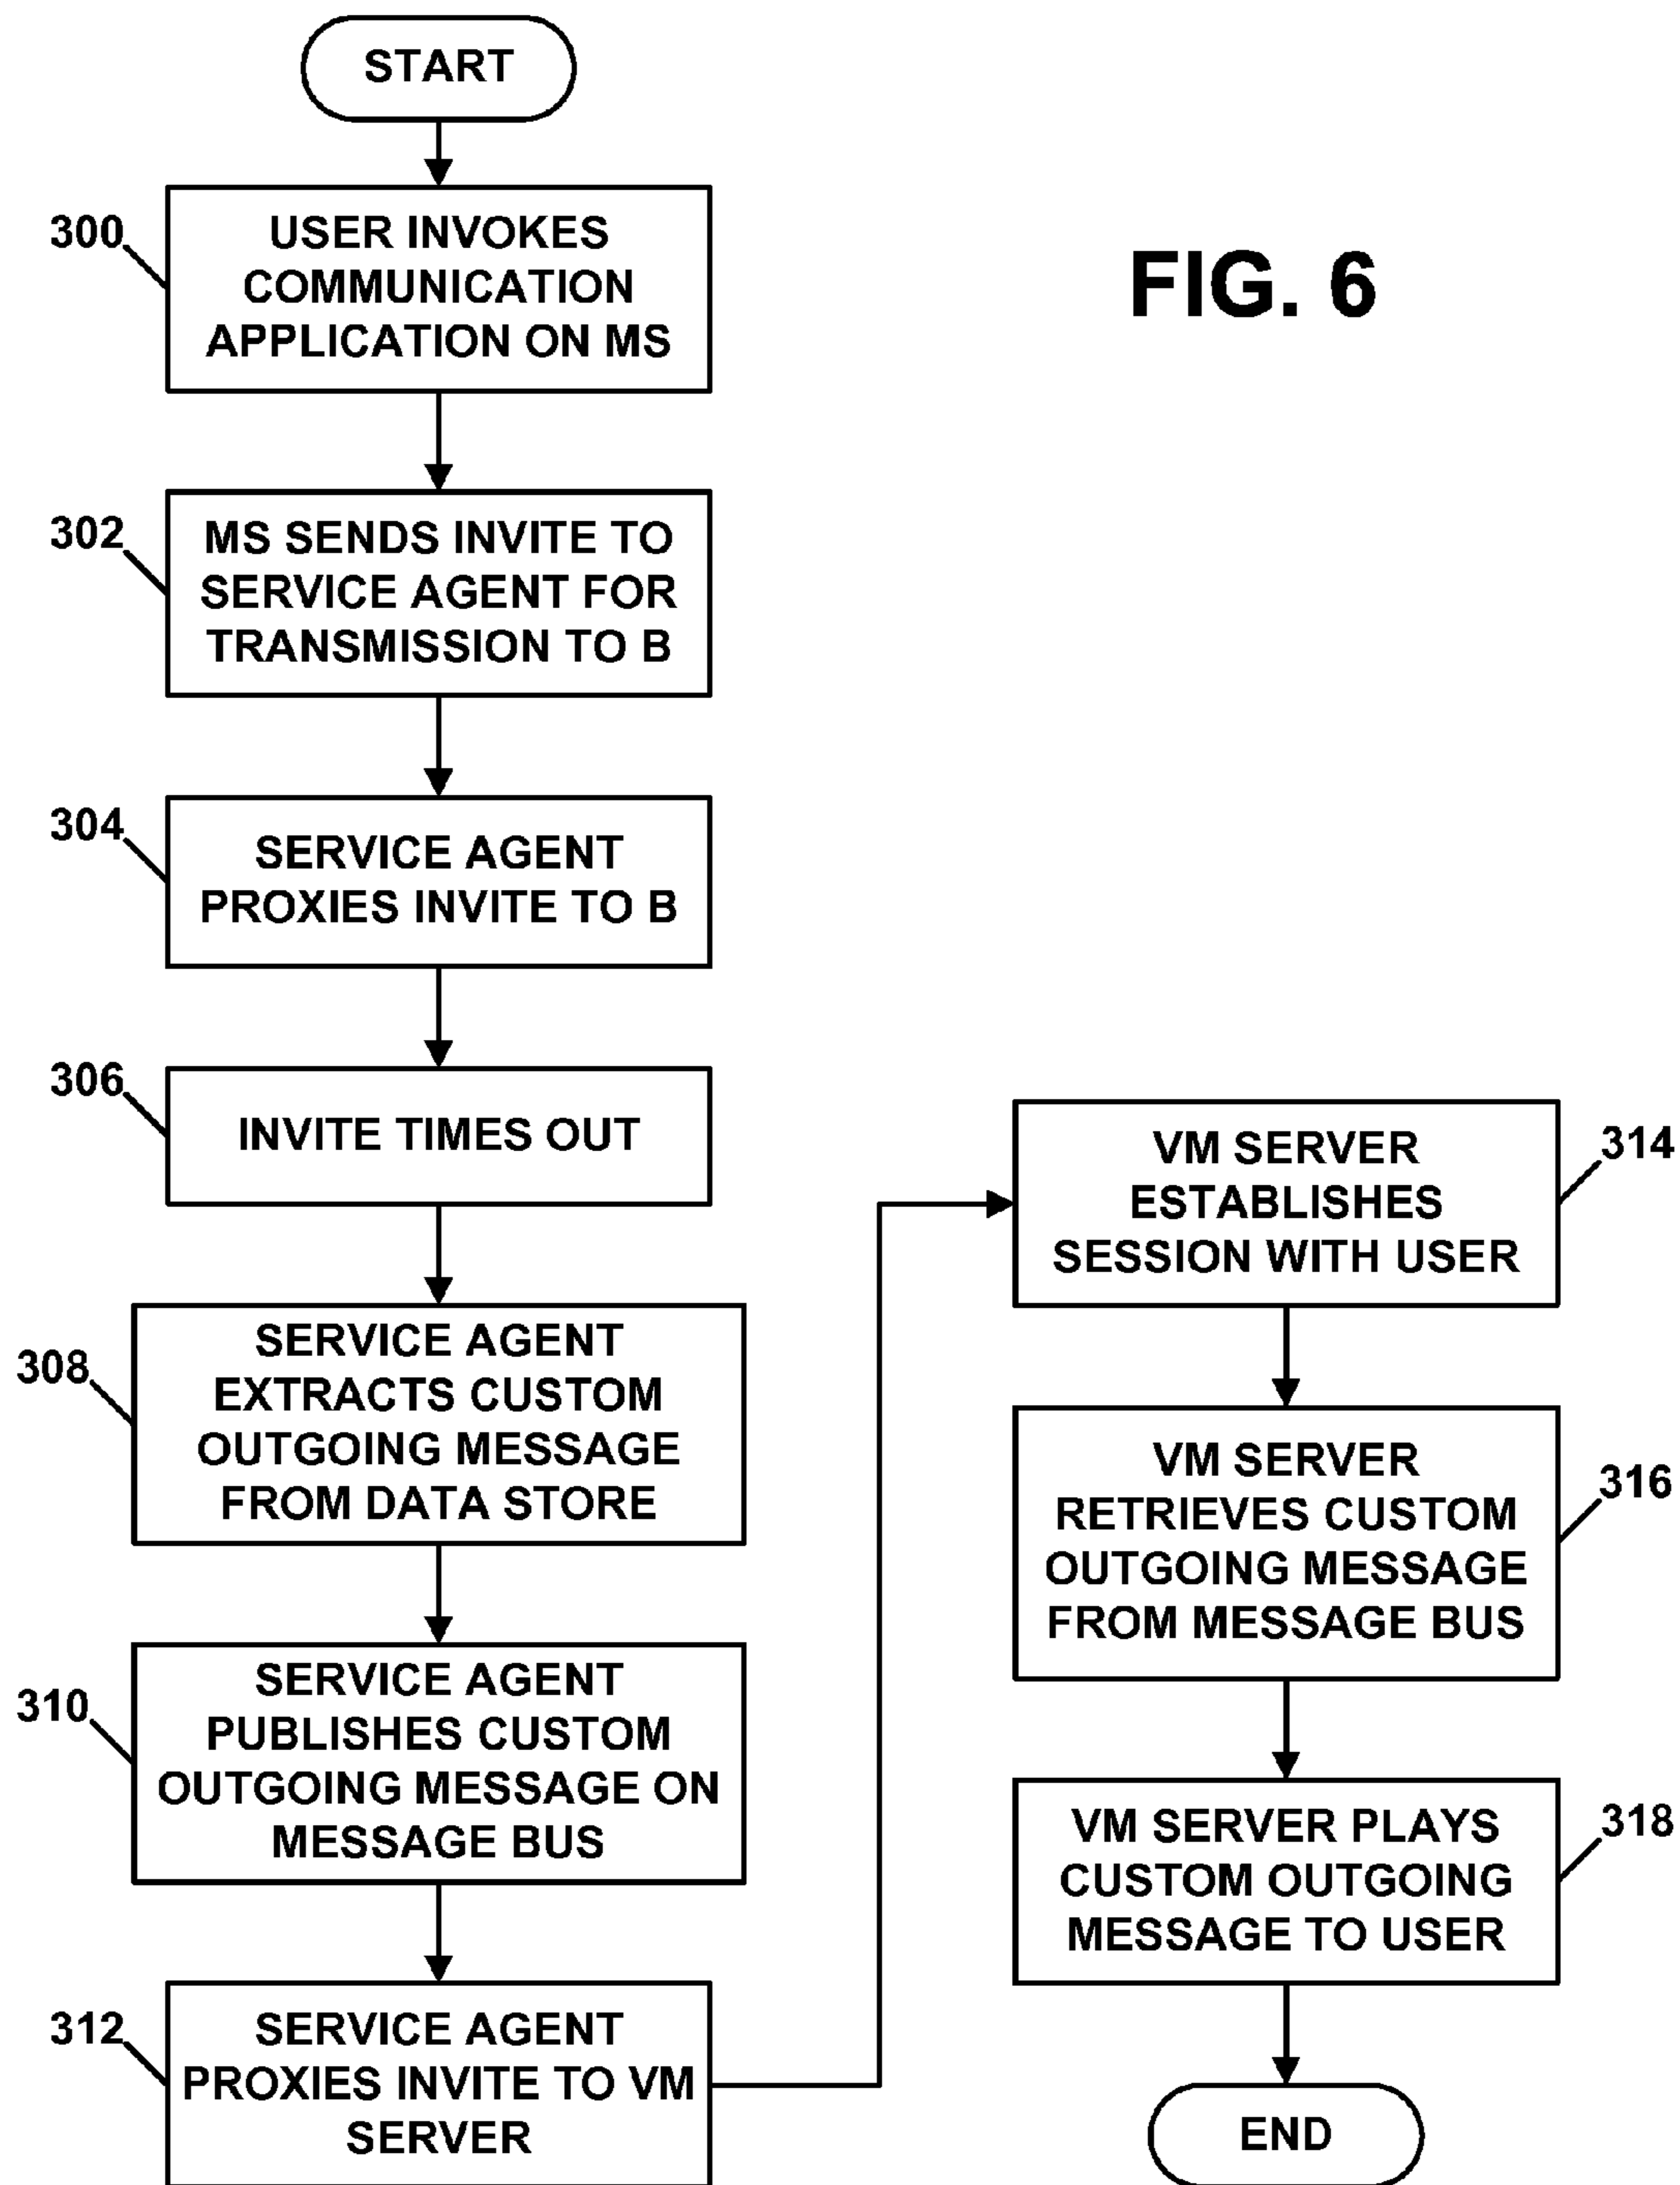 START
300
USER INVOKES
COMMUNICATION
APPLICATION ON MS
FIG. 6
302
MS SENDS INVITE TO
SERVICE AGENT FOR
TRANSMISSION TO B
304
SERVICE AGENT
PROXIES INVITE TO B
306
INVITE TIMES OUT
308
SERVICE AGENT
EXTRACTS CUSTOM
OUTGOING MESSAGE
FROM DATA STORE
310
SERVICE AGENT
PUBLISHES CUSTOM
OUTGOING MESSAGE ON
MESSAGE BUS
312
SERVICE AGENT
PROXIES INVITE TO VM
SERVER
VM SERVER
ESTABLISHES
SESSION WITH USER
314
VM SERVER
RETRIEVES CUSTOM
OUTGOING MESSAGE
FROM MESSAGE BUS
316
VM SERVER PLAYS
CUSTOM OUTGOING
MESSAGE TO USER
318
END